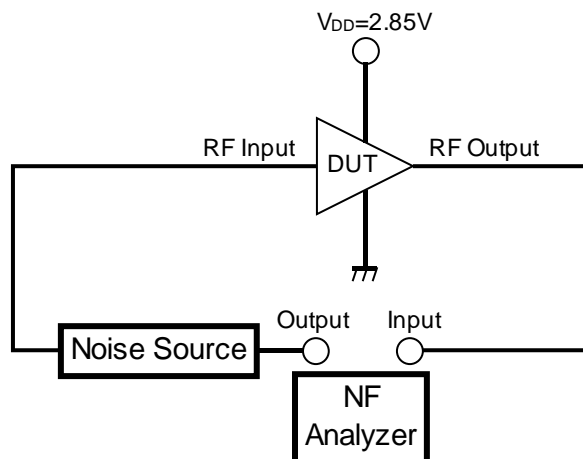 VDD=2.85V
RF Input
DUT
RF Output
Noise Source
Output
Input
NF
Analyzer